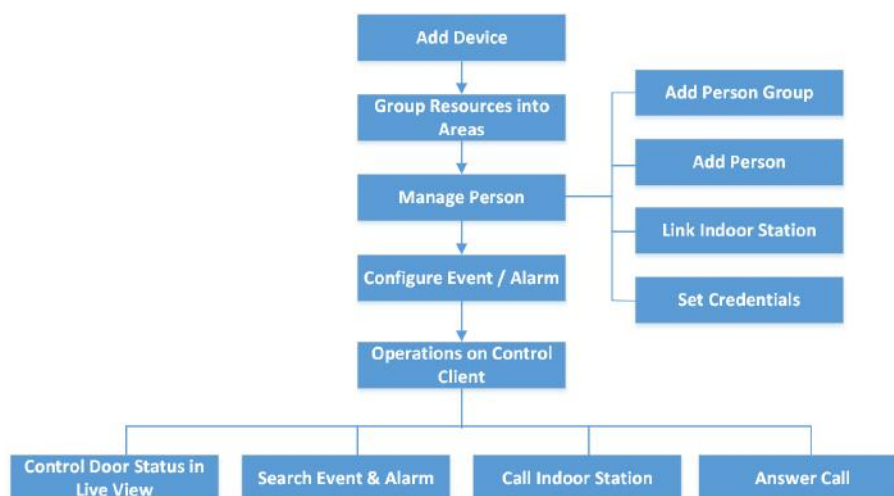 Add Device
Group Resources into
Areas
Manage Person
Configure Event / Alarm
Operations on Control
Client
Add Person Group
Add Person
Link Indoor Station
Set Credentials
Control Door Status in
Live View
Search Event & Alarm
Call Indoor Station
Answer Call